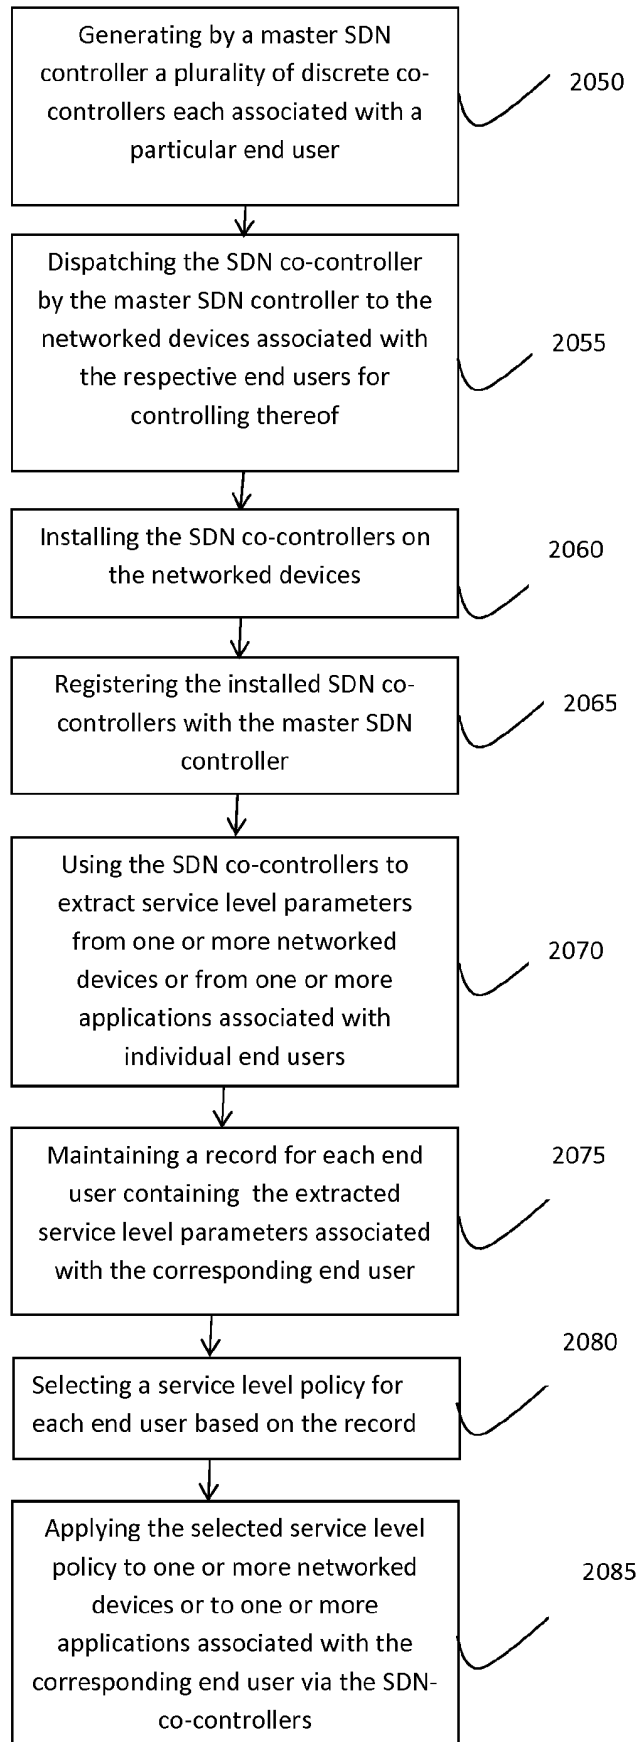 Generating by a master SDN
controller a plurality of discrete co-
controllers each associated with a
particular end user
2050
Dispatching the SDN co-controller
by the master SDN controller to the
networked devices associated with
the respective end users for
controlling thereof
2055
Installing the SDN co-controllers on
the networked devices
2060
Registering the installed SDN co-
controllers with the master SDN
controller
2065
Using the SDN co-controllers to
extract service level parameters
from one or more networked
devices or from one or more
applications associated with
individual end users
2070
Maintaining a record for each end
user containing  the extracted
service level parameters associated
with the corresponding end user
2075
Selecting a service level policy for
each end user based on the record
2080
Applying the selected service level
policy to one or more networked
devices or to one or more
applications associated with the
corresponding end user via the SDN-
co-controllers
2085